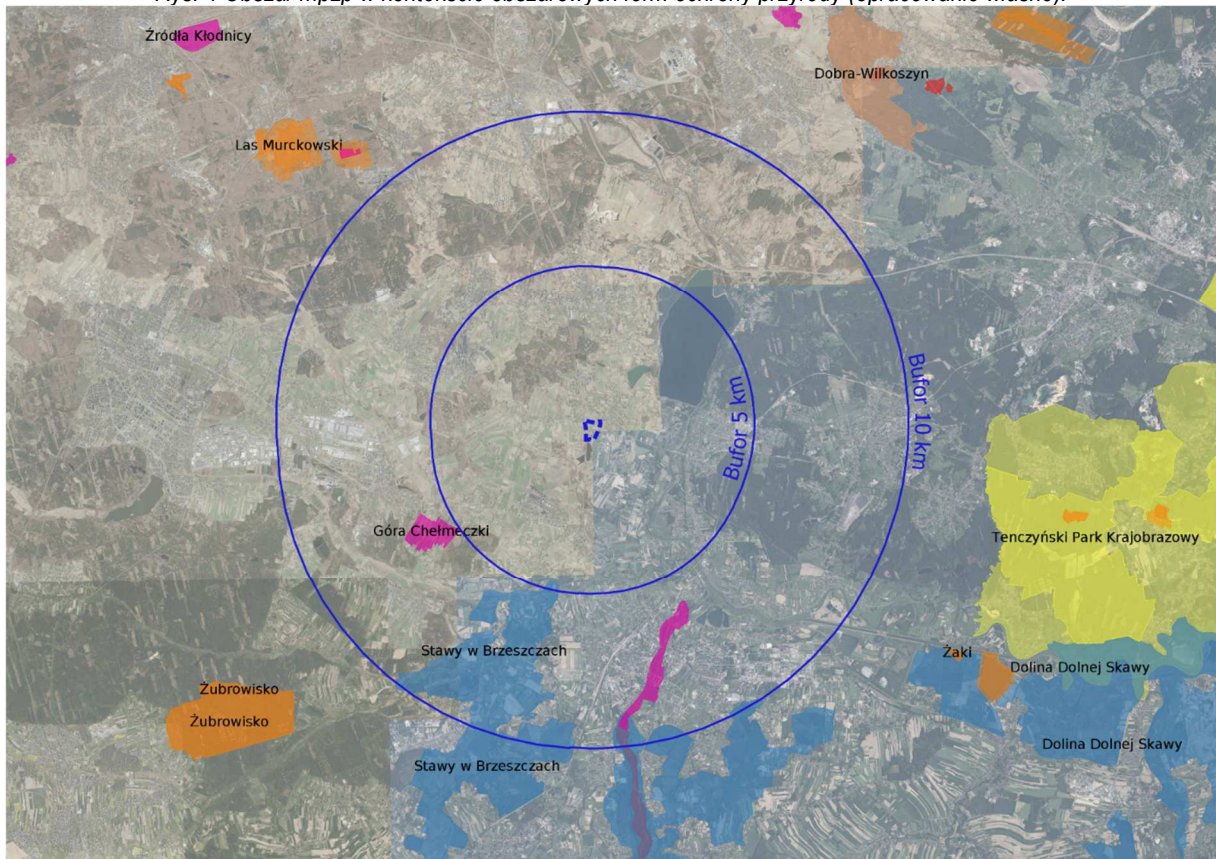 Źródła Kłodnicy
Dobra-Wilkoszyn
Las Murckowski
Bufor 5 km
Bufor 10 km
Góra Chełmeczki
Tenczyński Park Krajobrazowy
Stawy w Brzeszczach
Żaki
Dolina Dolnej Skawy
Żubrowisko
Żubrowisko
Dolina Dolnej Skawy
Stawy w Brzeszczach